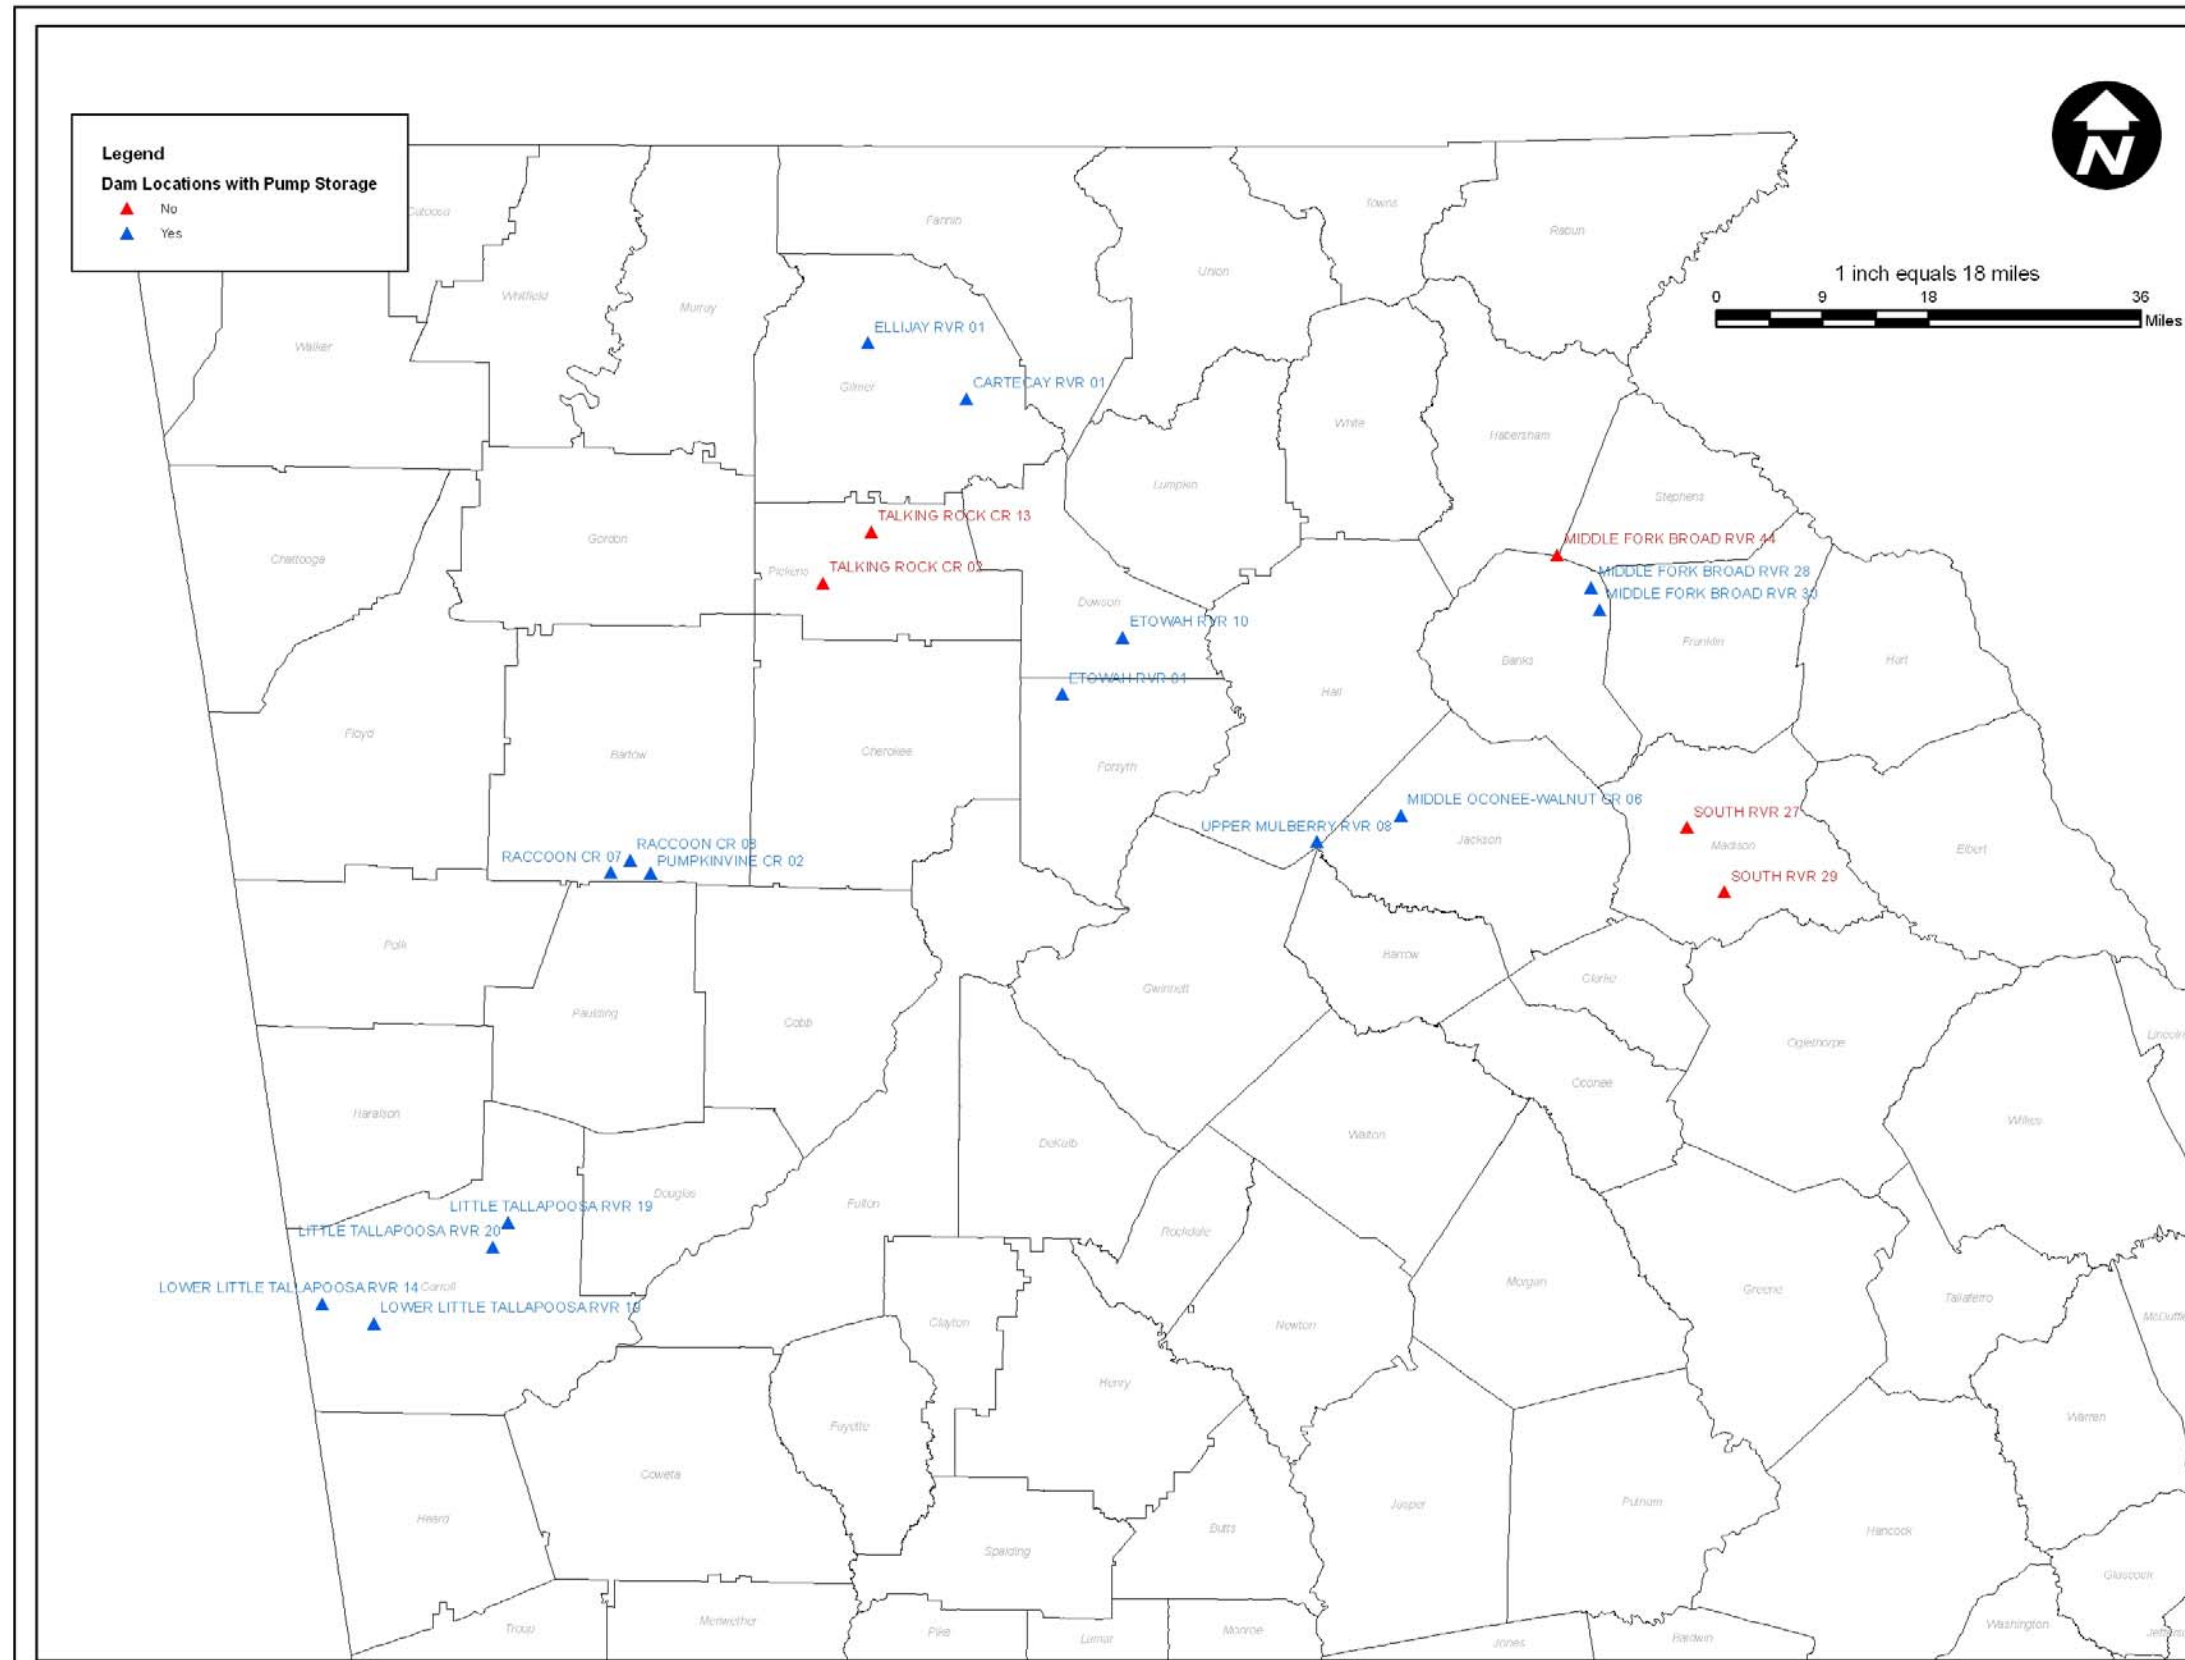 Legend
Dam Locations with Pump Storage
No
Yes
N
1 inch equals 18 miles
0 9 18 36
Miles
Catoosa
Fannin
Towns
Rabun
Union
Whitfield
Murray
Walker
ELLIJAY RVR 01
Gilmer
CARTECAY RVR 01
White
Habersham
Lumpkin
Stephens
TALKING ROCK CR 13
Gordon
MIDDLE FORK BROAD RVR 44
Chattooga
Pickens
TALKING ROCK CR 02
MIDDLE FORK BROAD RVR 28
MIDDLE FORK BROAD RVR 30
Dawson
ETOWAH RVR 10
Franklin
Banks
Hart
ETOWAH RVR 01
Hall
Floyd
Bartow
Cherokee
Forsyth
MIDDLE OCONEE-WALNUT CR 06
UPPER MULBERRY RVR 08
Jackson
SOUTH RVR 27
Madison
Elbert
RACCOON CR 08
RACCOON CR 07
PUMPKINVINE CR 02
SOUTH RVR 29
Polk
Barrow
Clarke
Gwinnett
Paulding
Cobb
Lincoln
Oglethorpe
Oconee
Haralson
Wilkes
DeKalb
Walton
Douglas
LITTLE TALLAPOOSA RVR 19
Fulton
LITTLE TALLAPOOSA RVR 20
Rockdale
LOWER LITTLE TALLAPOOSA RVR 14
Carroll
Morgan
Greene
Taliaferro
LOWER LITTLE TALLAPOOSA RVR 19
Clayton
Newton
McDuffie
Henry
Fayette
Warren
Coweta
Jasper
Putnam
Heard
Butts
Hancock
Spalding
Glascock
Troup
Meriwether
Pike
Lamar
Monroe
Jones
Baldwin
Washington